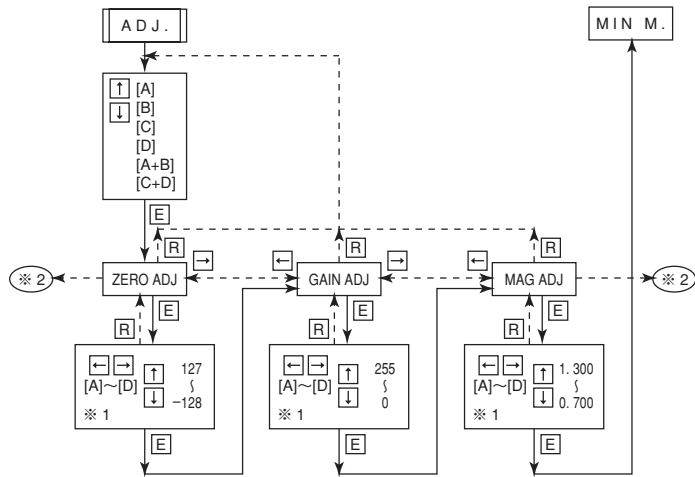 ADJ.
MIN M.
↑ [A]
↓ [B]
[C]
[D]
[A+B]
[C+D]
E
R
→
←
R
→
←
R
※ 2
ZERO ADJ
GAIN ADJ
MAG ADJ
※ 2
R
E
R
E
R
E
← → ↑ 127
[A]～[D] ～
↓ −128
※ 1
← → ↑ 255
[A]～[D] ～
↓ 0
※ 1
← → ↑ 1.300
[A]～[D] ～
↓ 0.700
※ 1
E
E
E